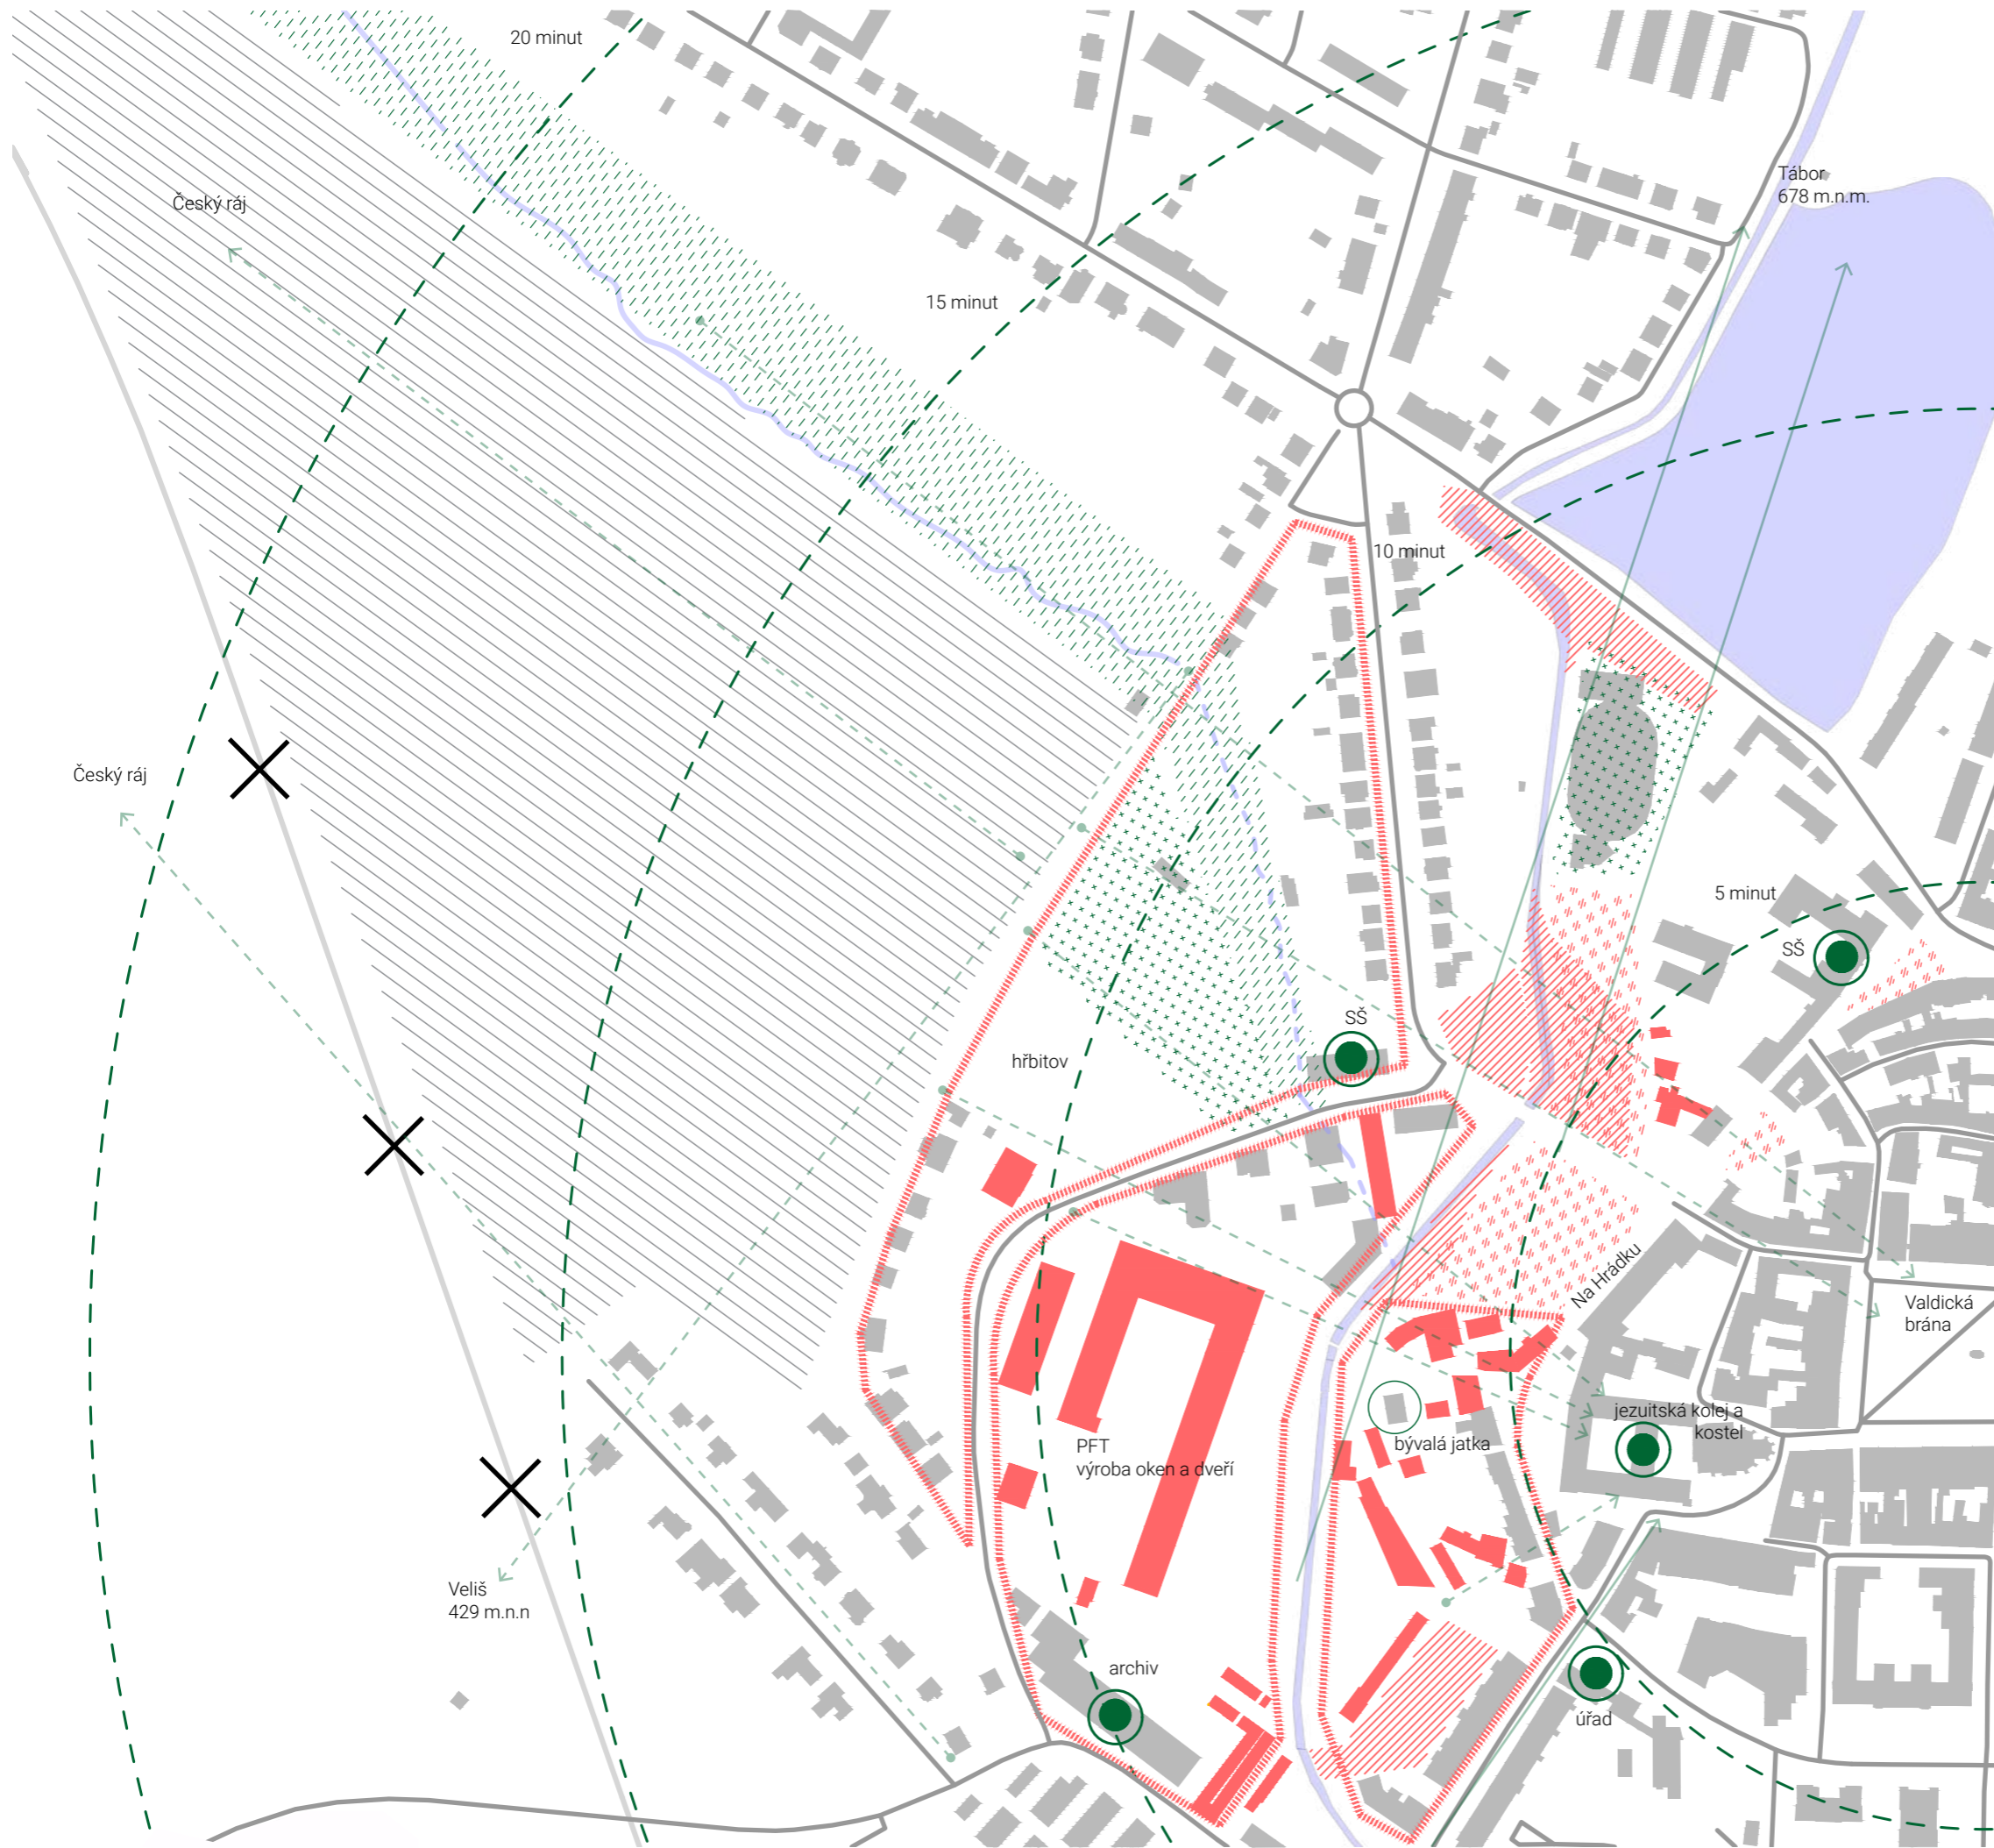 20 minut
Tábor
678 m.n.m.
Český ráj
15 minut
10 minut
Český ráj
5 minut
SŠ
SŠ
hřbitov
Na Hrádku
Valdická
brána
jezuitská kolej a
kostel
bývalá jatka
PFT
výroba oken a dveří
Veliš
429 m.n.n
archiv
úřad